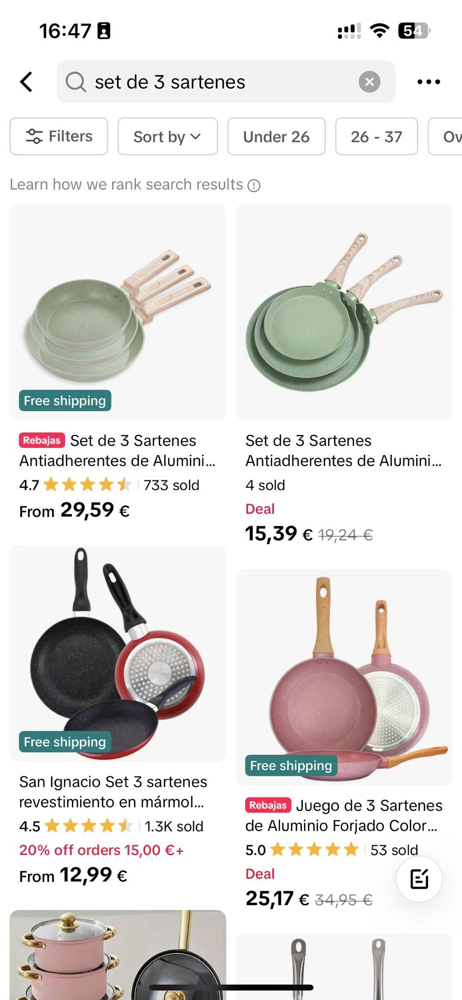 16:47
54
set de 3 sartenes
Filters
Sort by
Under 26
26 - 37
Ov
Learn how we rank search results
Free shipping
Rebajas Set de 3 Sartenes
Antiadherentes de Alumini...
4.7 | 733 sold
From 29,59 €
Set de 3 Sartenes
Antiadherentes de Alumini...
4 sold
Deal
15,39 € 19,24 €
Free shipping
San Ignacio Set 3 sartenes
revestimiento en mármol...
4.5 | 1.3K sold
20% off orders 15,00 €+
From 12,99 €
Free shipping
Rebajas Juego de 3 Sartenes
de Aluminio Forjado Color...
5.0 | 53 sold
Deal
25,17 € 34,95 €